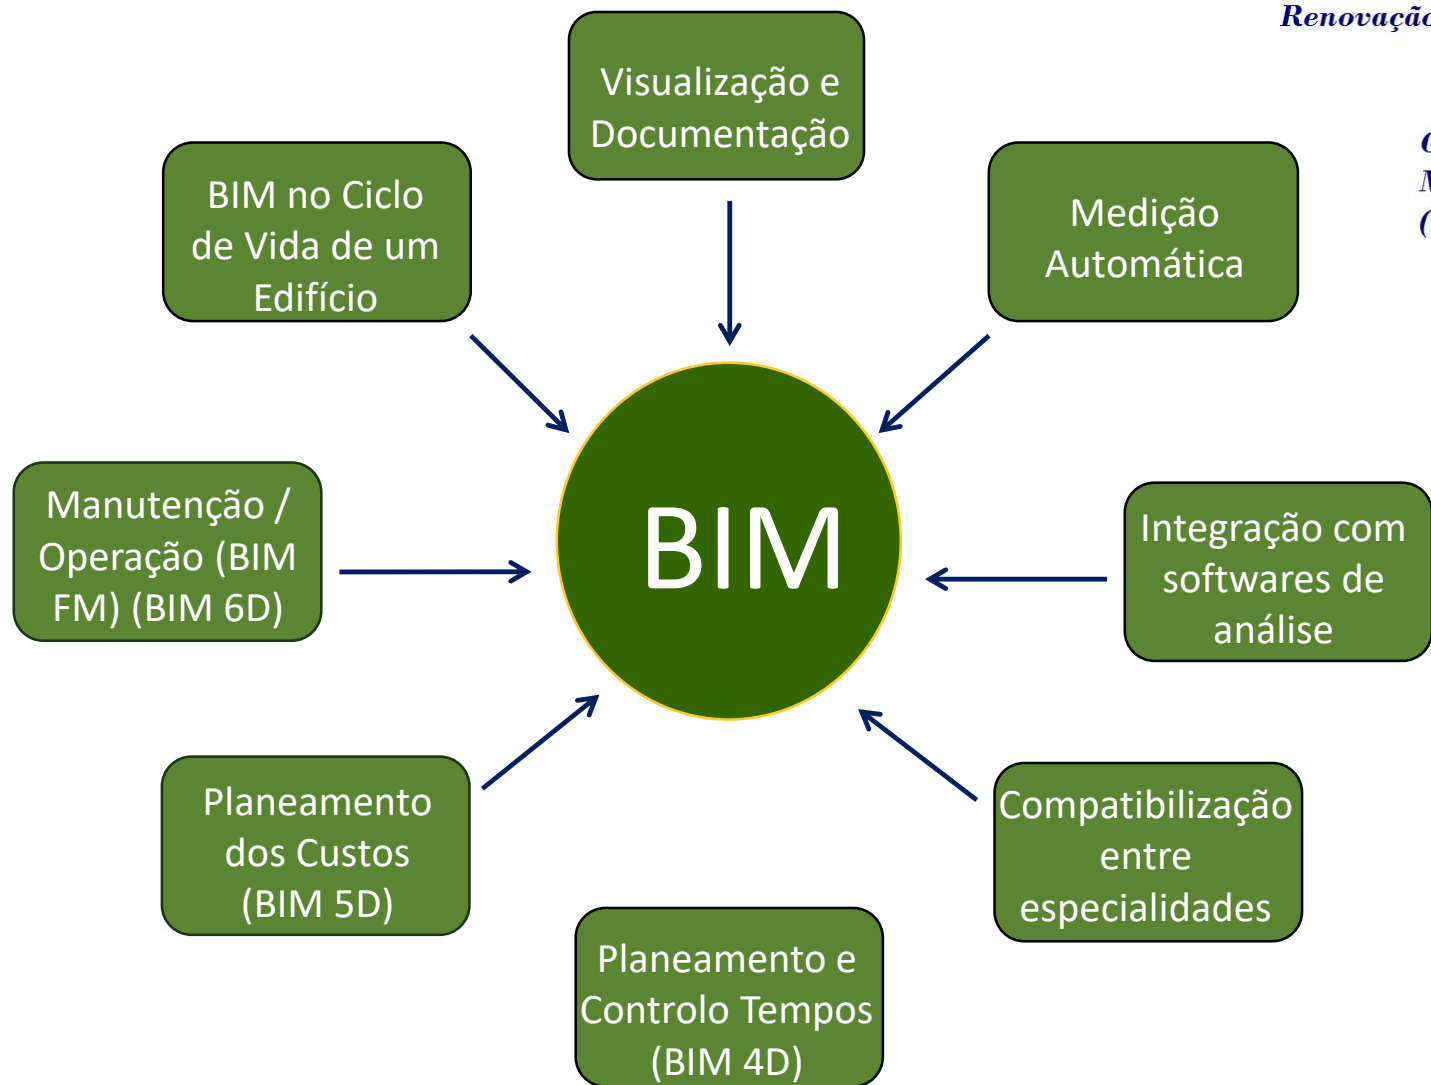 Renovação
Visualização e
Documentação
BIM no Ciclo
de Vida de um
Edifício
Medição
Automática
Manutenção /
Operação (BIM
FM) (BIM 6D)
BIM
Integração com
softwares de
análise
Planeamento
dos Custos
(BIM 5D)
Compatibilização
entre
especialidades
Planeamento e
Controlo Tempos
(BIM 4D)